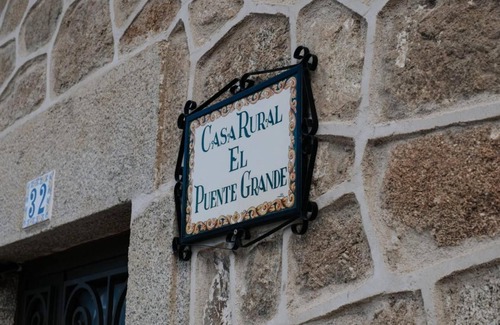 32
CASA RURAL
EL
PUENTE GRANDE